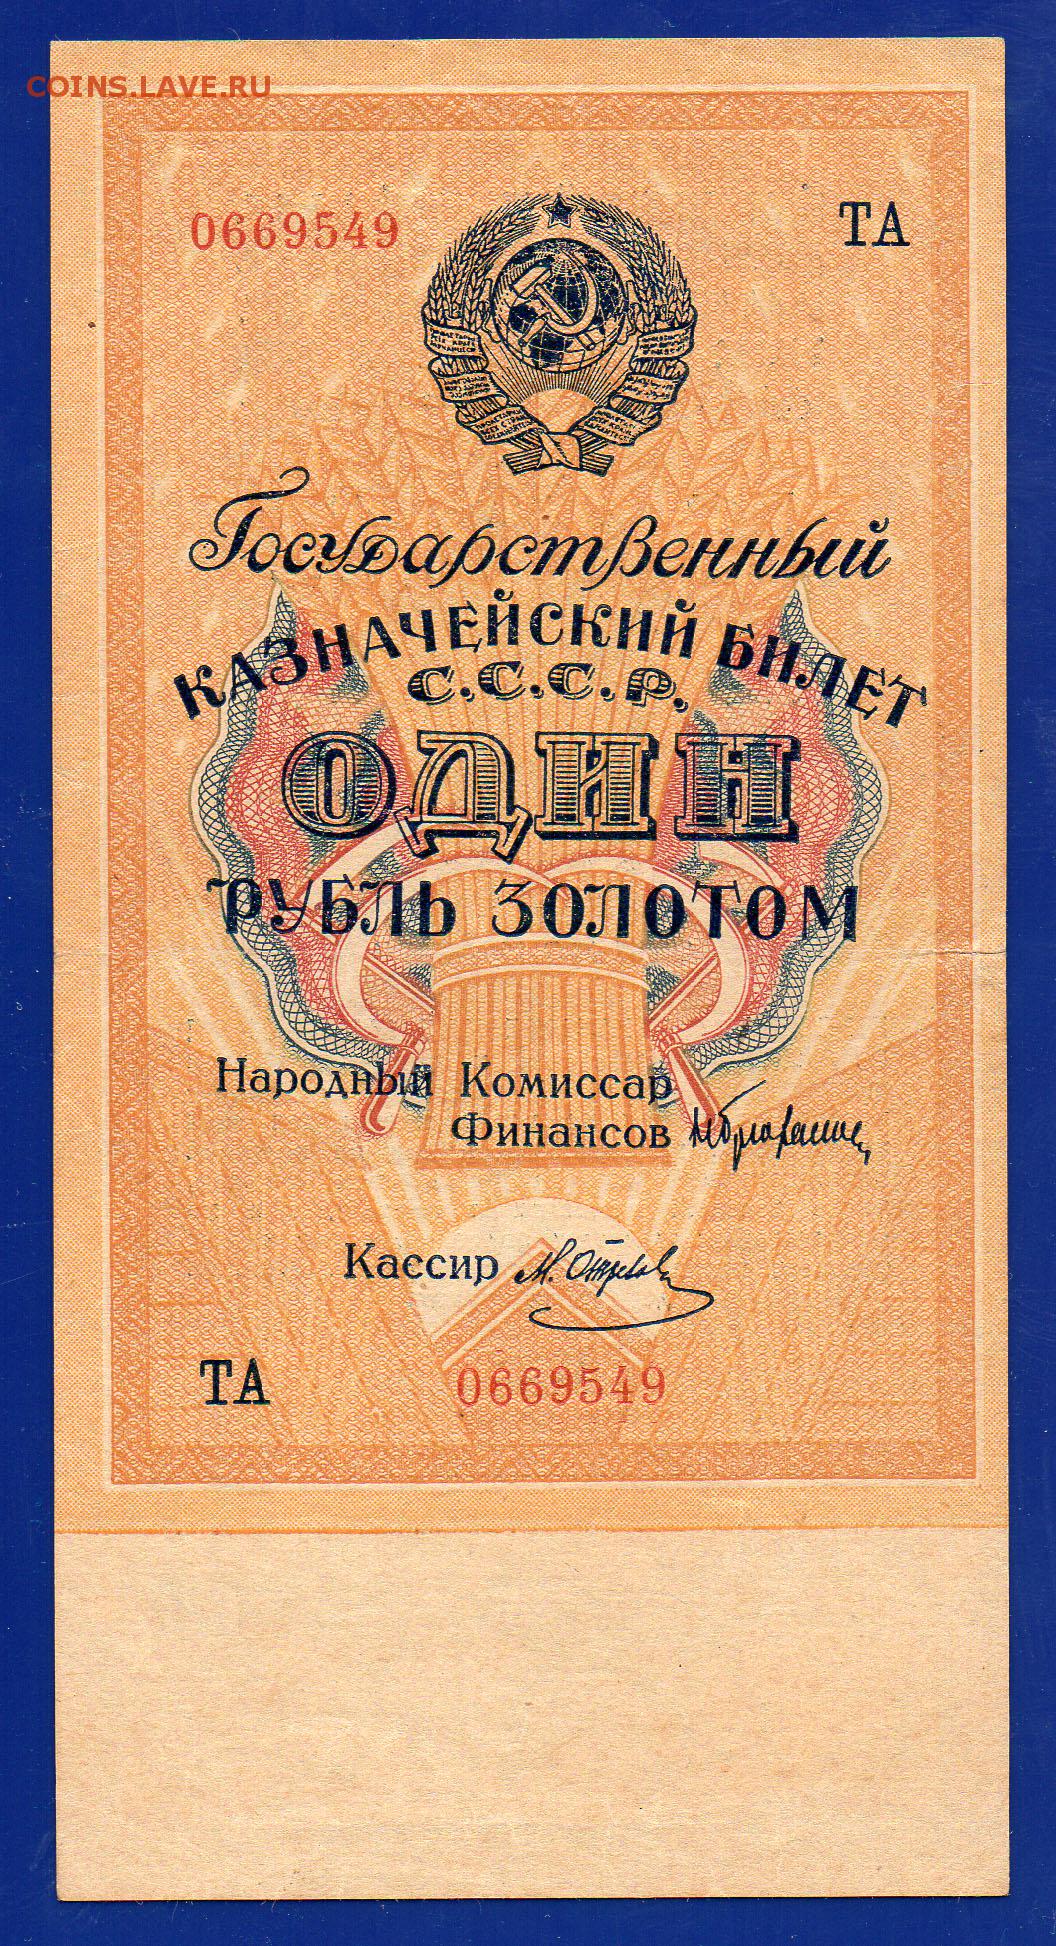 COINS.LAVE.RU
0669549 ТА
Государственный
КАЗНАЧЕЙСКИЙ БИЛЕТ
С.С.С.Р.
ОДИН
РУБЛЬ ЗОЛОТОМ
Народный Комиссар
Финансов
Кассир
ТА 0669549